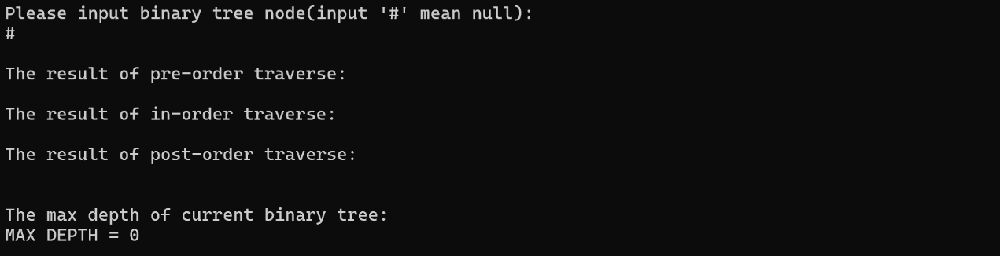 Please input binary tree node(input '#' mean null):
#
The result of pre-order traverse:
The result of in-order traverse:
The result of post-order traverse:
The max depth of current binary tree:
MAX DEPTH = 0